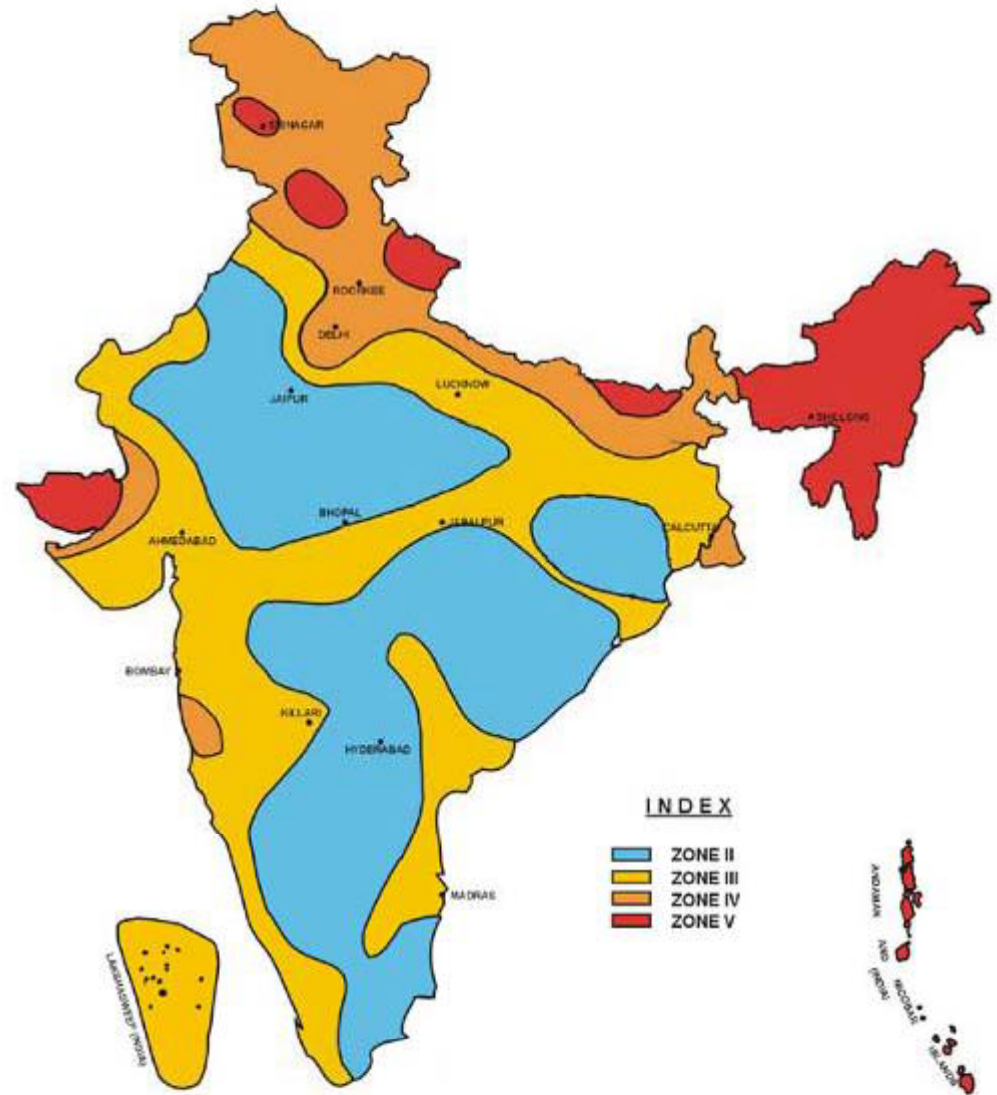 SRINAGAR
ROORKEE
DELHI
LUCKNOW
JAIPUR
SHILLONG
BHOPAL
JABALPUR
CALCUTTA
AHMEDABAD
BOMBAY
KILLARI
HYDERABAD
INDEX
ZONE II
ZONE III
ZONE IV
ZONE V
MADRAS
LAKSHADWEEP (INDIA)
ANDAMAN
AND
NICOBAR
(INDIA)
ISLANDS